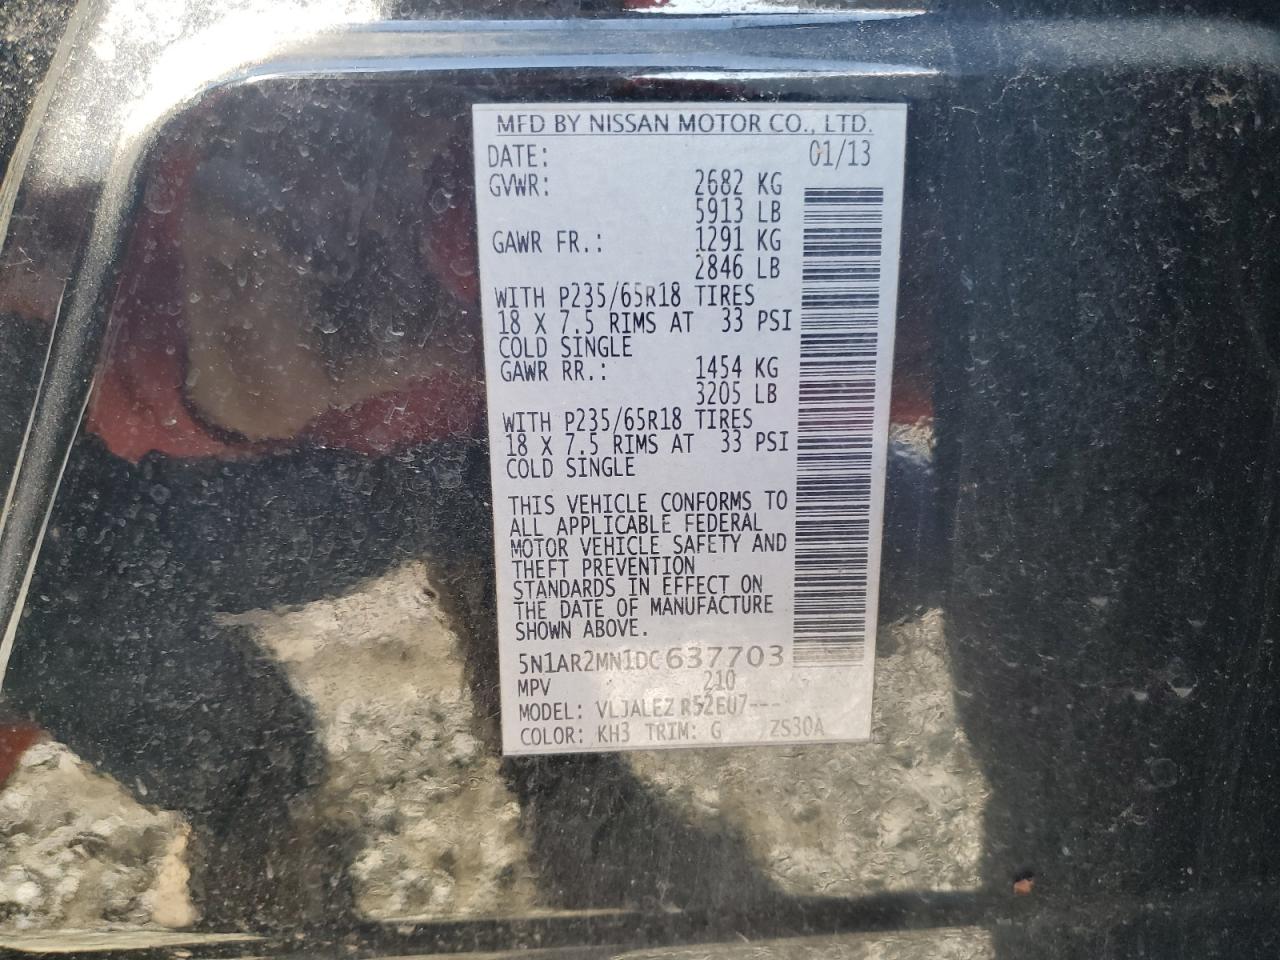 MFD BY NISSAN MOTOR CO., LTD.
DATE: 01/13
GVWR: 2682 KG
5913 LB
GAWR FR.: 1291 KG
2846 LB
WITH P235/65R18 TIRES
18 X 7.5 RIMS AT 33 PSI
COLD SINGLE
GAWR RR.: 1454 KG
3205 LB
WITH P235/65R18 TIRES
18 X 7.5 RIMS AT 33 PSI
COLD SINGLE
THIS VEHICLE CONFORMS TO
ALL APPLICABLE FEDERAL
MOTOR VEHICLE SAFETY AND
THEFT PREVENTION
STANDARDS IN EFFECT ON
THE DATE OF MANUFACTURE
SHOWN ABOVE.
5N1AR2MN1DC637703
MPV 210
MODEL: VLJALEZ R52EU7----
COLOR: KH3 TRIM: G ZS30A